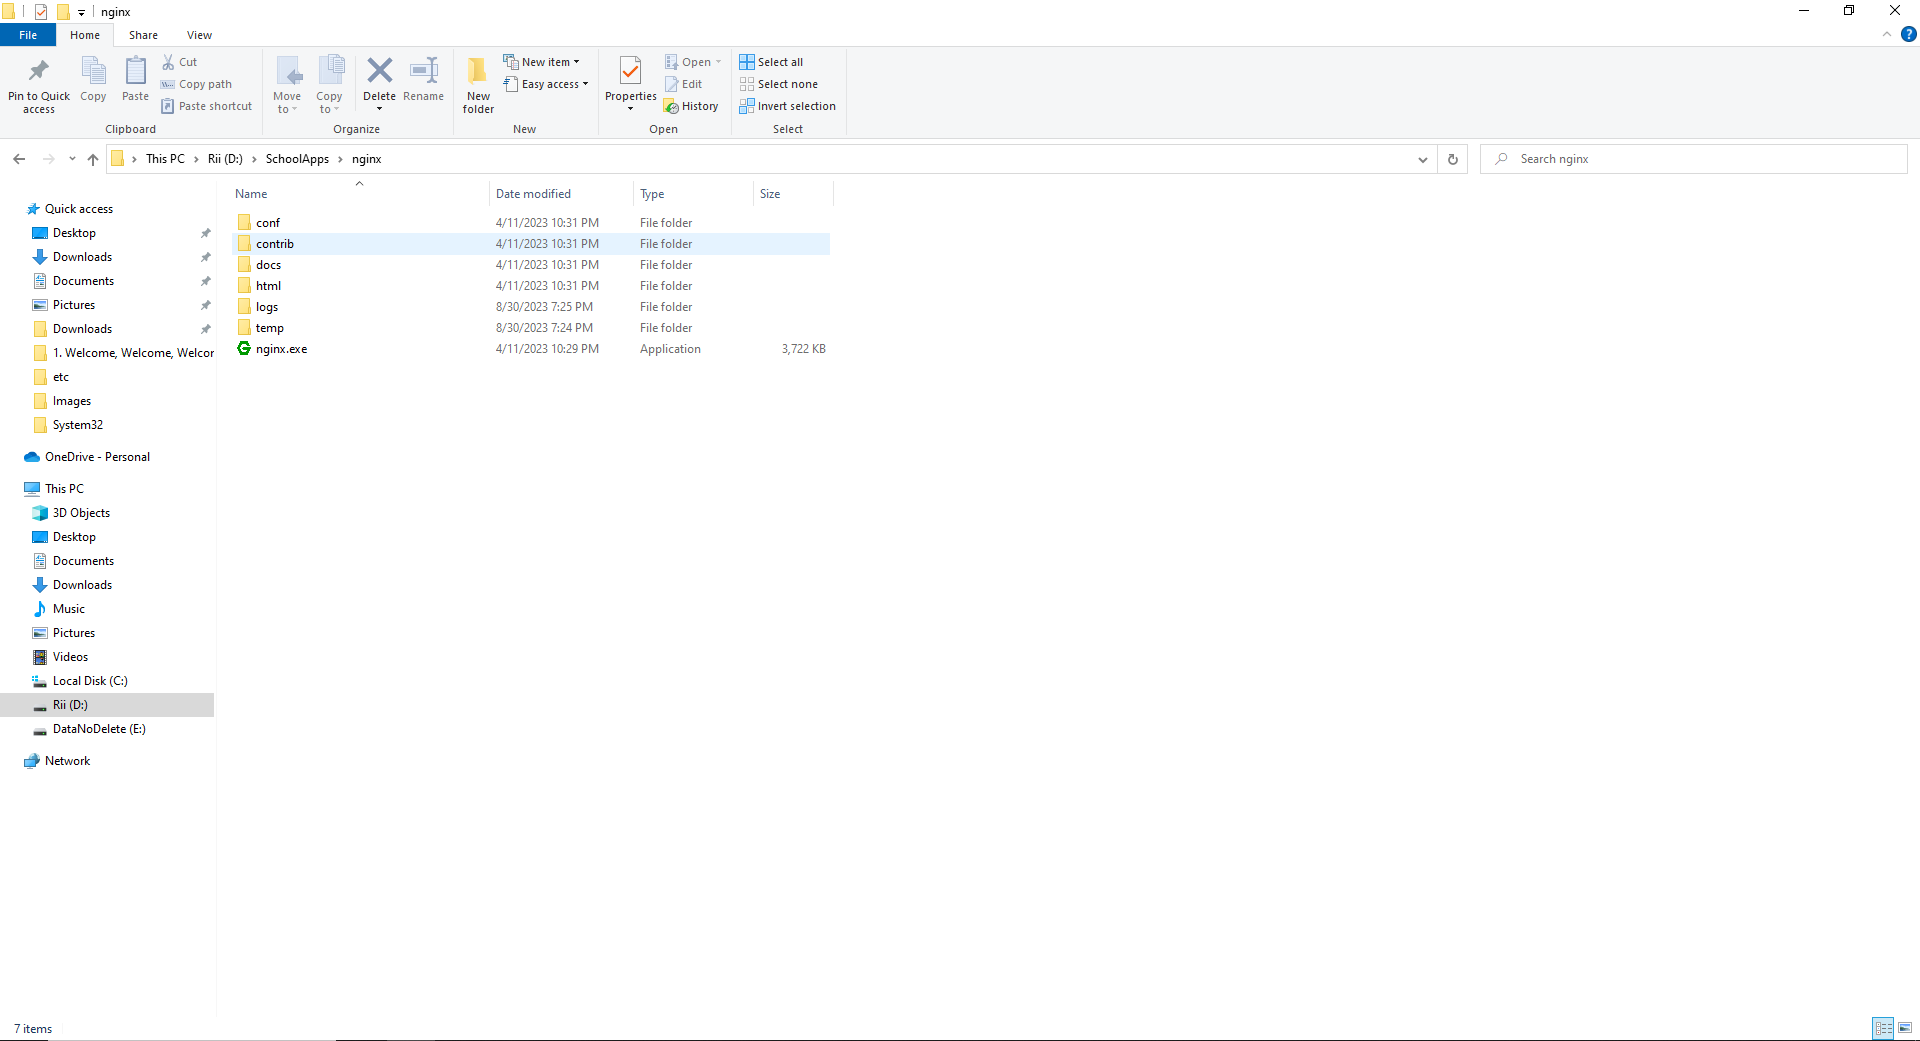 nginx
File Home Share View
Pin to Quick access
Copy
Paste
Cut
Copy path
Paste shortcut
Clipboard
Move to
Copy to
Delete
Rename
Organize
New folder
New item
Easy access
New
Properties
Open
Edit
History
Open
Select all
Select none
Invert selection
Select
This PC Rii (D:) SchoolApps nginx
Search nginx
Quick access
Desktop
Downloads
Documents
Pictures
Downloads
1. Welcome, Welcome, Welcor
etc
Images
System32
OneDrive - Personal
This PC
3D Objects
Desktop
Documents
Downloads
Music
Pictures
Videos
Local Disk (C:)
Rii (D:)
DataNoDelete (E:)
Network
Name Date modified Type Size
conf 4/11/2023 10:31 PM File folder
contrib 4/11/2023 10:31 PM File folder
docs 4/11/2023 10:31 PM File folder
html 4/11/2023 10:31 PM File folder
logs 8/30/2023 7:25 PM File folder
temp 8/30/2023 7:24 PM File folder
nginx.exe 4/11/2023 10:29 PM Application 3,722 KB
7 items